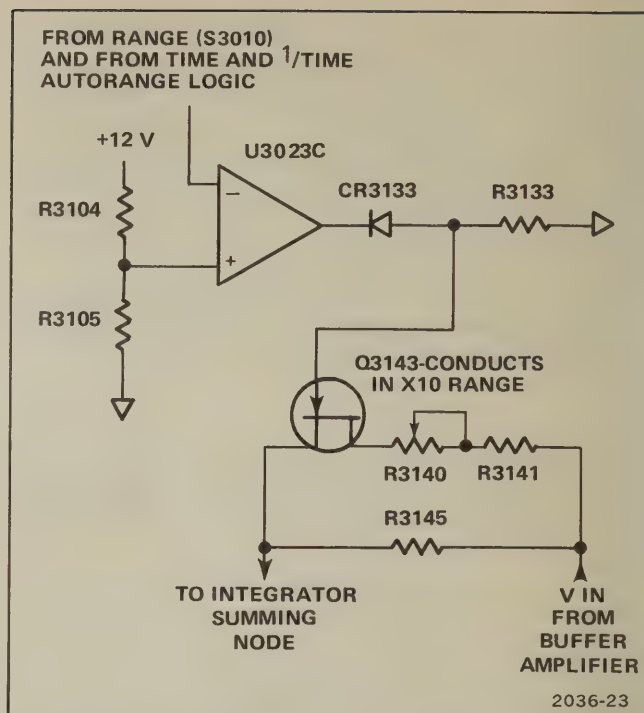 FROM RANGE (S3010)
AND FROM TIME AND 1/TIME
AUTORANGE LOGIC
+12 V
U3023C
R3104
CR3133
R3133
−
+
R3105
Q3143-CONDUCTS
IN X10 RANGE
R3140
R3141
R3145
TO INTEGRATOR
SUMMING
NODE
V IN
FROM
BUFFER
AMPLIFIER
2036-23